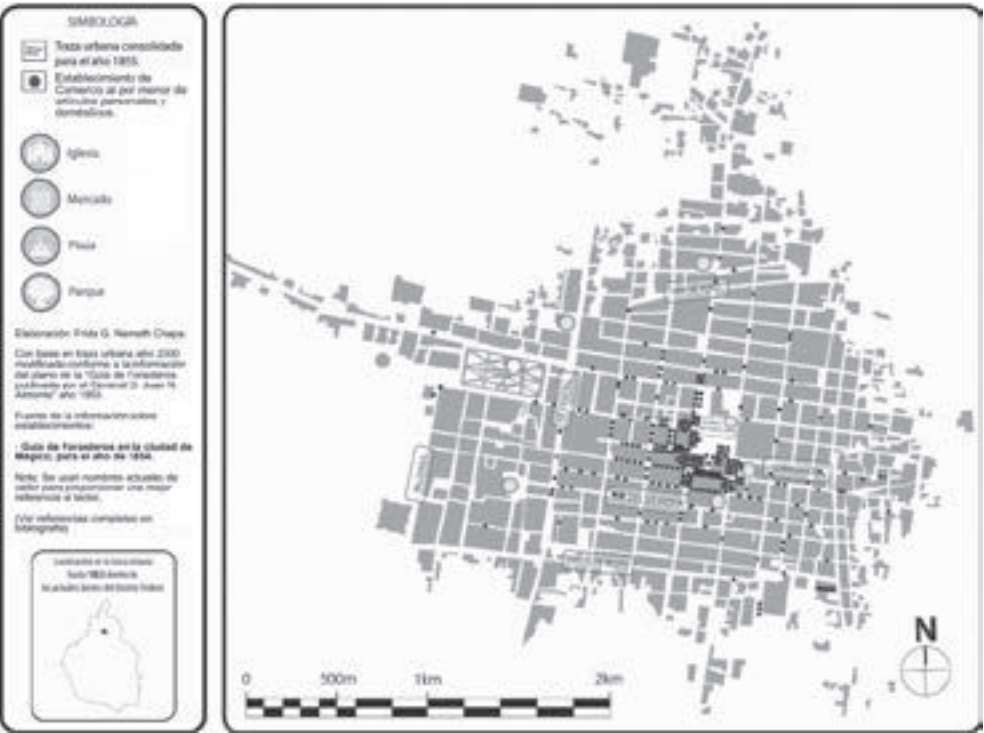 SIMBOLOGÍA
Traza urbana consolidada
para el año 1853.
Establecimiento de
Comercio al por menor de
artículos personales y
domésticos.
Iglesia
Mercado
Plaza
Parque
Elaboración: Frida G. Nemeth Chapa
Con base en traza urbana año 2000
modificada conforme a la información
del plano de la "Guía de Forasteros
publicada por el General D. Juan N.
Almonte" año 1853.
Fuente de la información sobre
establecimientos:
- Guía de Forasteros en la ciudad de
Mégico, para el año de 1854.
Nota: Se usan nombres actuales de
calles para proporcionar una mejor
referencia al lector.
(Ver referencias completas en
bibliografía)
0 500m 1km 2km
N